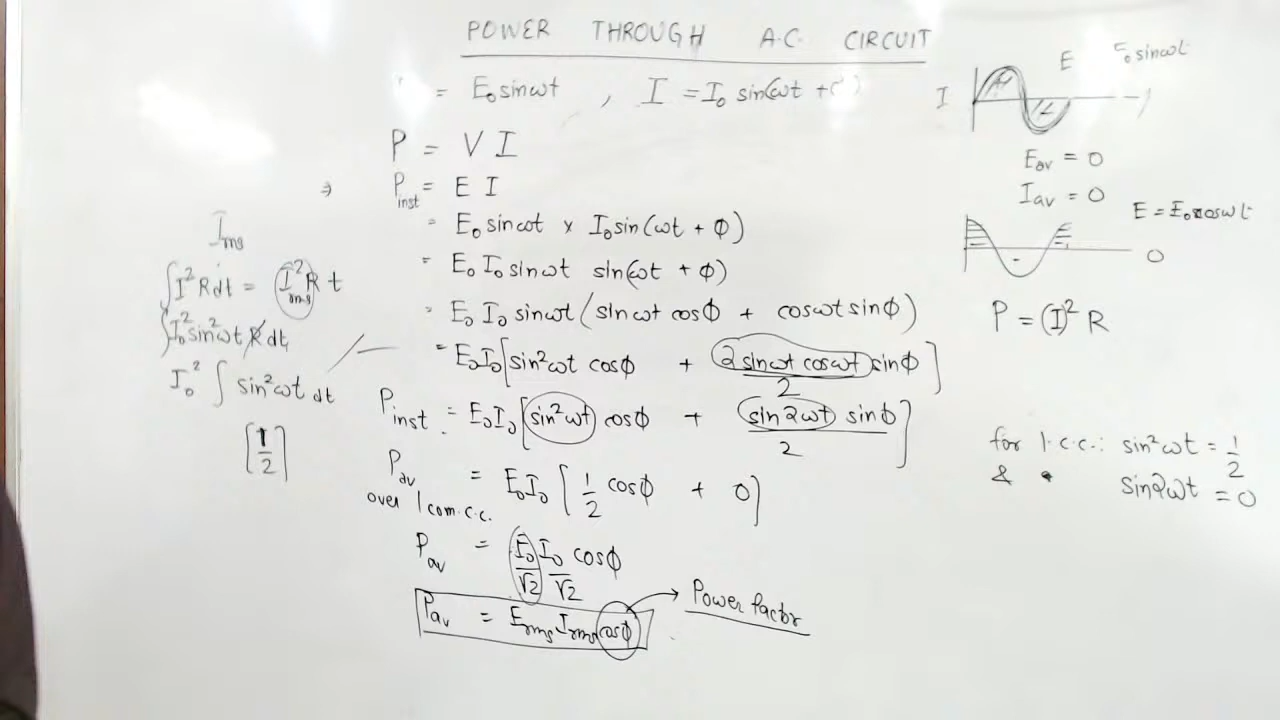 POWER THROUGH A.C. CIRCUIT
= E₀ sinωt , I = I₀ sin(ωt +
P = V I
⇒ P_inst = E I
= E₀ sinωt × I₀ sin(ωt + ϕ)
= E₀ I₀ sinωt sin(ωt + ϕ)
= E₀ I₀ sinωt (sinωt cosϕ + cosωt sinϕ)
= E₀I₀ [sin²ωt cosϕ + 2 sinωt cosωt/2 sinϕ]
P_inst = E₀I₀ [sin²ωt cosϕ + sin2ωt sinϕ/2]
P_av over 1 com.c.c. = E₀I₀ [1/2 cosϕ + 0]
P_av = E₀/√2 I₀/√2 cosϕ
P_av = E_rms I_rms cosϕ → Power factor
I_rms
∫I² R dt = I²_rms R t
∫I₀² sin²ωt R dt
I₀² ∫ sin²ωt dt
[1/2]
I E E₀ sinωt
E_av = 0
I_av = 0
E = E₀ cosωt
0
P = (I)² R
for 1.c.c.: sin²ωt = 1/2
& sin2ωt = 0